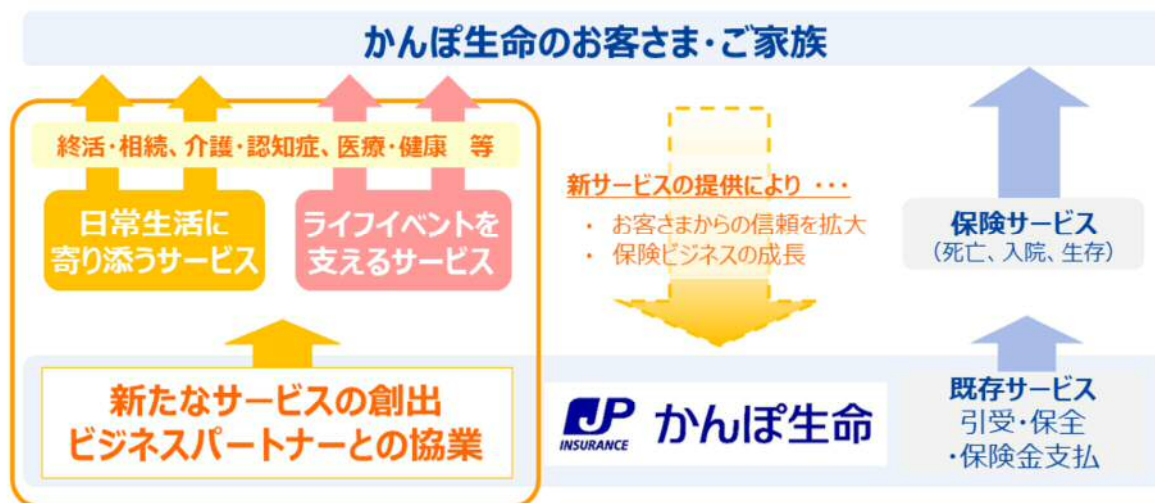 かんぽ生命のお客さま・ご家族
終活・相続、介護・認知症、医療・健康 等
日常生活に
寄り添うサービス
ライフイベントを
支えるサービス
新たなサービスの創出
ビジネスパートナーとの協業
新サービスの提供により ・・・
・ お客さまからの信頼を拡大
・ 保険ビジネスの成長
JP
INSURANCE
かんぽ生命
保険サービス
（死亡、入院、生存）
既存サービス
引受・保全
・保険金支払